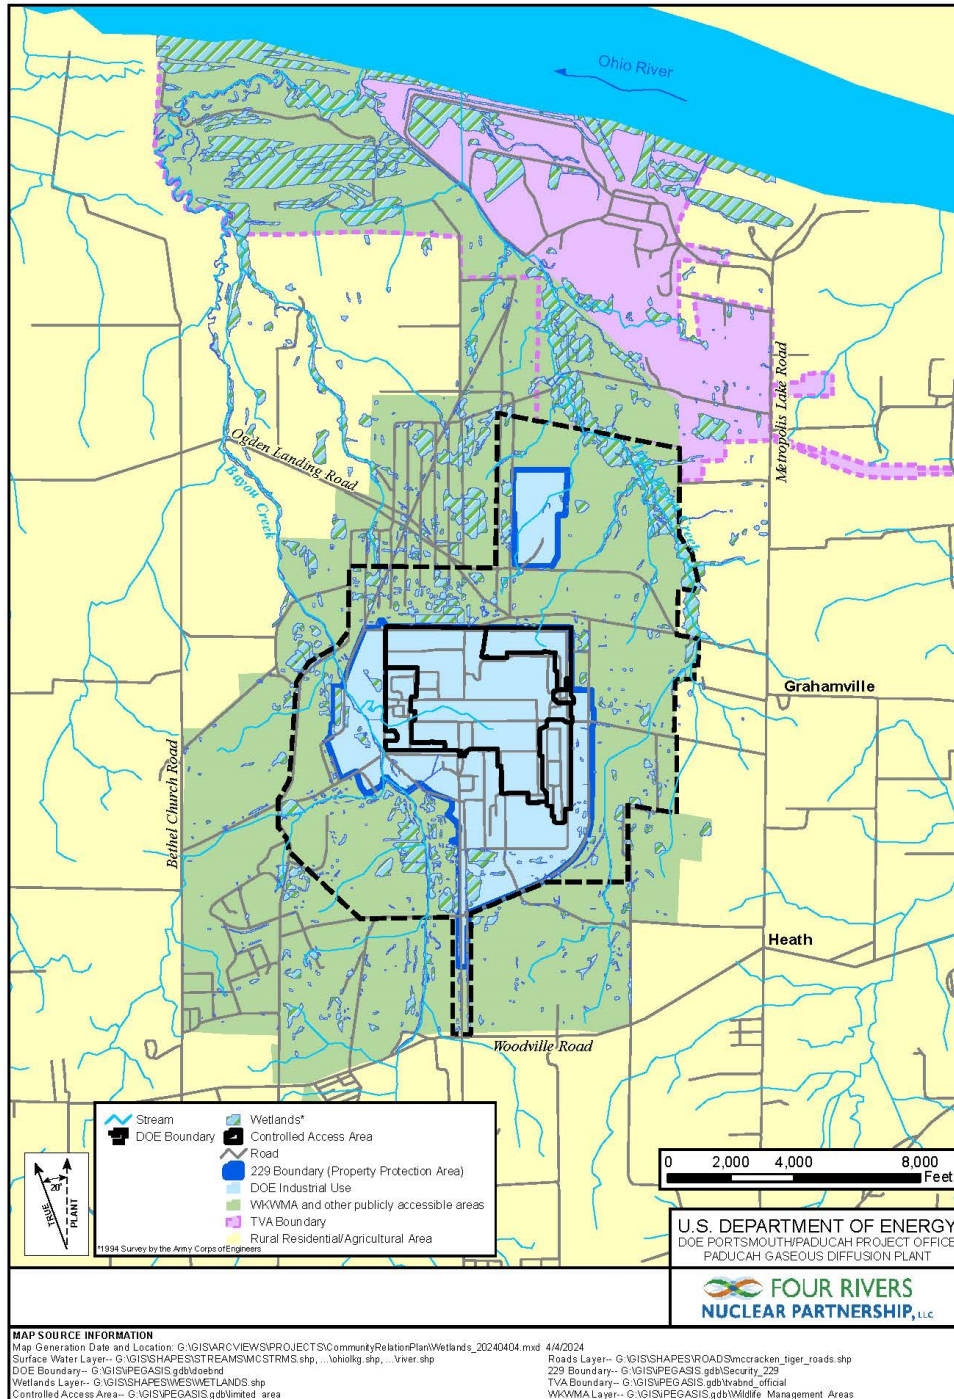 Ohio River
Metropolis Lake Road
Ogden Landing Road
Bayou Creek
Creek
Grahamville
Bethel Church Road
Heath
Woodville Road
Stream
DOE Boundary
Wetlands*
Controlled Access Area
Road
229 Boundary (Property Protection Area)
DOE Industrial Use
WKWMA and other publicly accessible areas
TVA Boundary
Rural Residential/Agricultural Area
*1994 Survey by the Army Corps of Engineers
20°
TRUE
PLANT
0 2,000 4,000 8,000
Feet
U.S. DEPARTMENT OF ENERGY
DOE PORTSMOUTH/PADUCAH PROJECT OFFICE
PADUCAH GASEOUS DIFFUSION PLANT
FOUR RIVERS
NUCLEAR PARTNERSHIP, LLC
MAP SOURCE INFORMATION
Map Generation Date and Location: G:\GIS\ARCVIEWS\PROJECTS\CommunityRelationPlan\Wetlands_20240404.mxd 4/4/2024
Surface Water Layer-- G:\GIS\SHAPES\STREAMS\MCSTRMS.shp, ...\ohiolkg.shp, ...\river.shp
DOE Boundary-- G:\GIS\PEGASIS.gdb\doebnd
Wetlands Layer-- G:\GIS\SHAPES\WES\WETLANDS.shp
Controlled Access Area-- G:\GIS\PEGASIS.gdb\limited_area
Roads Layer-- G:\GIS\SHAPES\ROADS\mccracken_tiger_roads.shp
229 Boundary-- G:\GIS\PEGASIS.gdb\Security_229
TVA Boundary-- G:\GIS\PEGASIS.gdb\tvabnd_official
WKWMA Layer-- G:\GIS\PEGASIS.gdb\Wildlife_Management_Areas